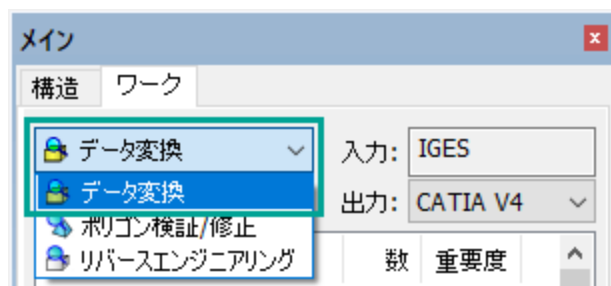 メイン
構造 ワーク
データ変換 入力: IGES
データ変換 出力: CATIA V4
ポリゴン検証/修正
リバースエンジニアリング 数 重要度